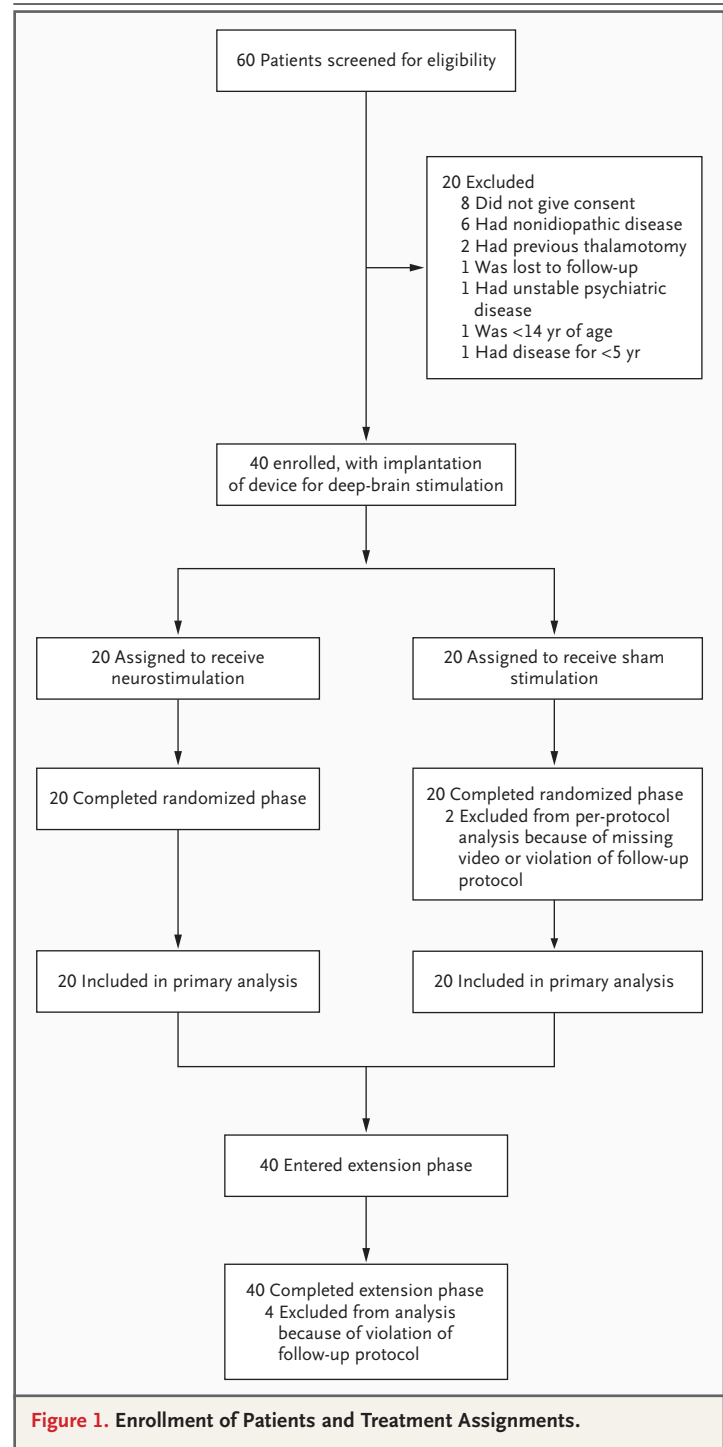 60 Patients screened for eligibility
20 Excluded
8 Did not give consent
6 Had nonidiopathic disease
2 Had previous thalamotomy
1 Was lost to follow-up
1 Had unstable psychiatric
disease
1 Was <14 yr of age
1 Had disease for <5 yr
40 enrolled, with implantation
of device for deep-brain stimulation
20 Assigned to receive
neurostimulation
20 Assigned to receive sham
stimulation
20 Completed randomized phase
20 Completed randomized phase
2 Excluded from per-protocol
analysis because of missing
video or violation of follow-up
protocol
20 Included in primary analysis
20 Included in primary analysis
40 Entered extension phase
40 Completed extension phase
4 Excluded from analysis
because of violation of
follow-up protocol
Figure 1. Enrollment of Patients and Treatment Assignments.